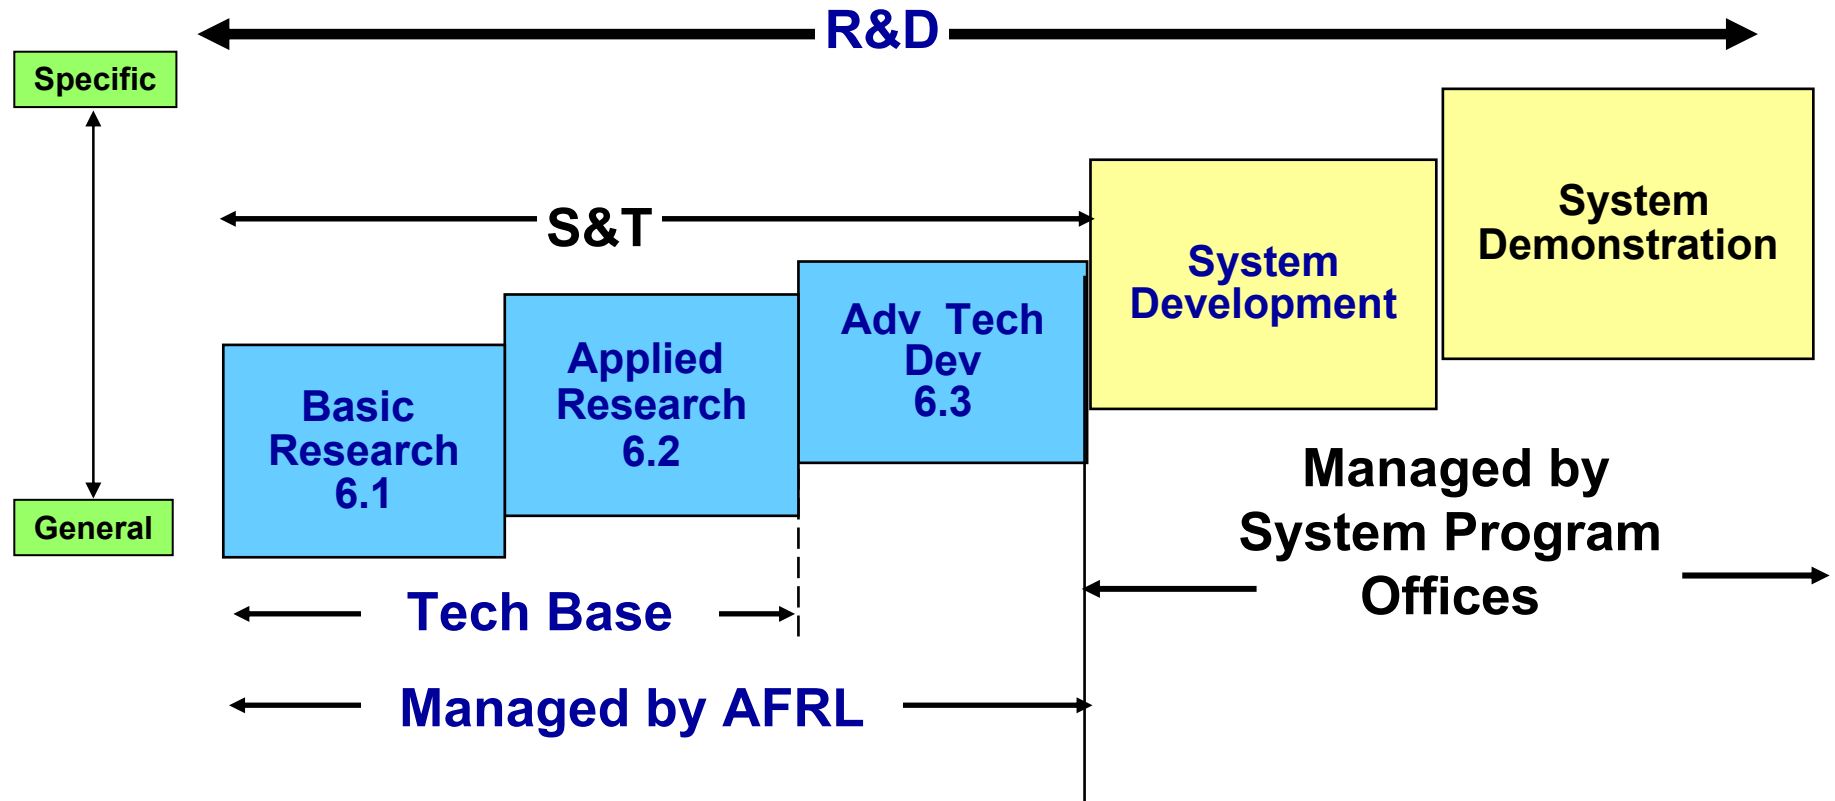 R&D
Specific
General
S&T
Basic
Research
6.1
Applied
Research
6.2
Adv Tech
Dev
6.3
System
Development
System
Demonstration
Tech Base
Managed by AFRL
Managed by
System Program
Offices